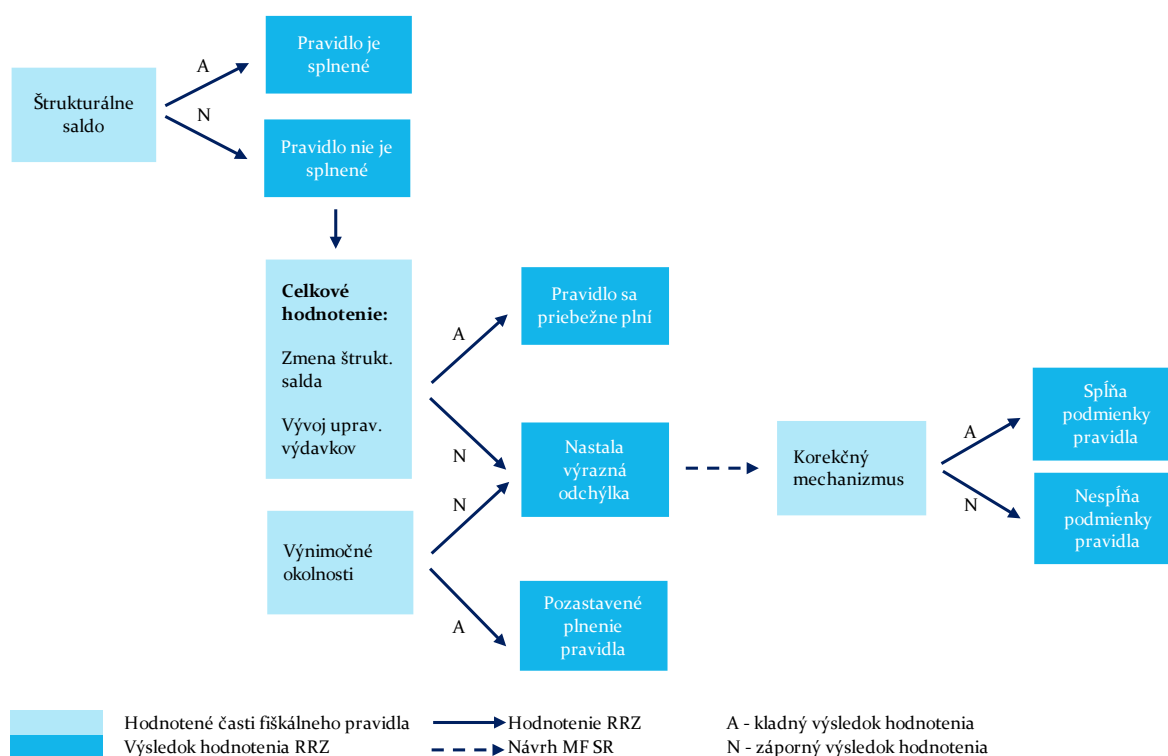 Štrukturálne
saldo
A
N
Pravidlo je
splnené
Pravidlo nie je
splnené
Celkové
hodnotenie:
Zmena štrukt.
salda
Vývoj uprav.
výdavkov
A
N
Pravidlo sa
priebežne plní
Nastala
výrazná
odchýlka
Výnimočné
okolnosti
N
A
Pozastavené
plnenie
pravidla
Korekčný
mechanizmus
A
N
Spĺňa
podmienky
pravidla
Nespĺňa
podmienky
pravidla
Hodnotené časti fiškálneho pravidla
Výsledok hodnotenia RRZ
Hodnotenie RRZ
Návrh MF SR
A - kladný výsledok hodnotenia
N - záporný výsledok hodnotenia